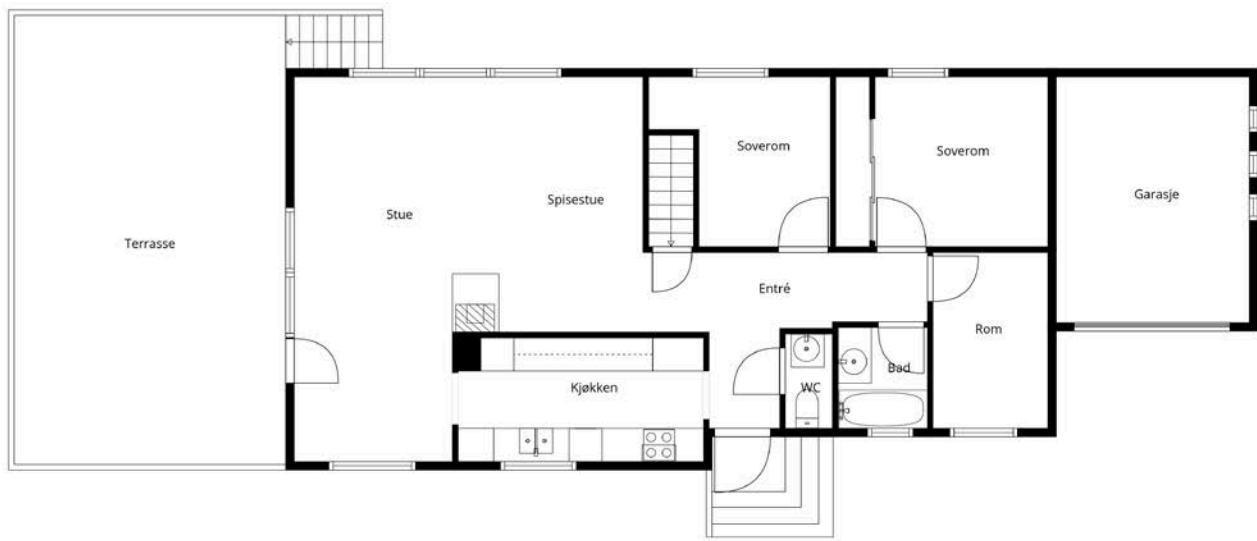 Soverom
Soverom
Garasje
Spisestue
Stue
Terrasse
Entré
Rom
Bad
Kjøkken
WC